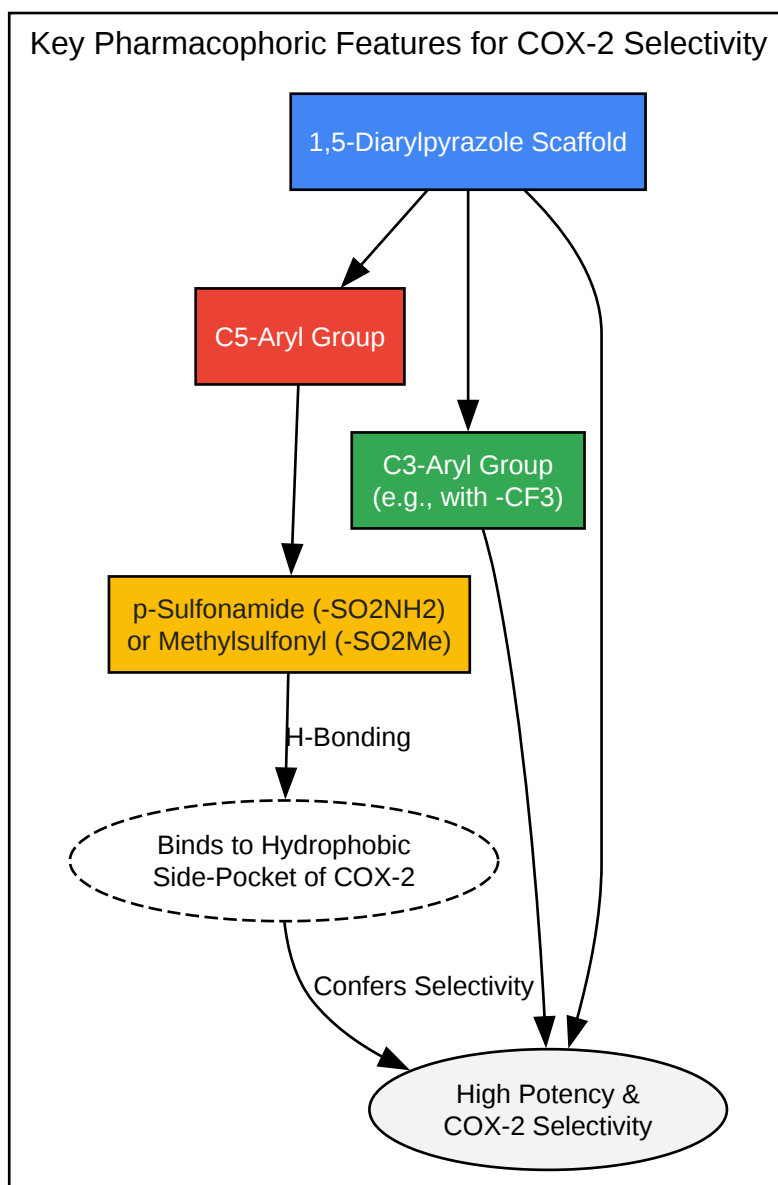 Key Pharmacophoric Features for COX-2 Selectivity
1,5-Diarylpyrazole Scaffold
C5-Aryl Group
C3-Aryl Group
(e.g., with -CF3)
p-Sulfonamide (-SO2NH2)
or Methylsulfonyl (-SO2Me)
H-Bonding
Binds to Hydrophobic
Side-Pocket of COX-2
Confers Selectivity
High Potency &
COX-2 Selectivity